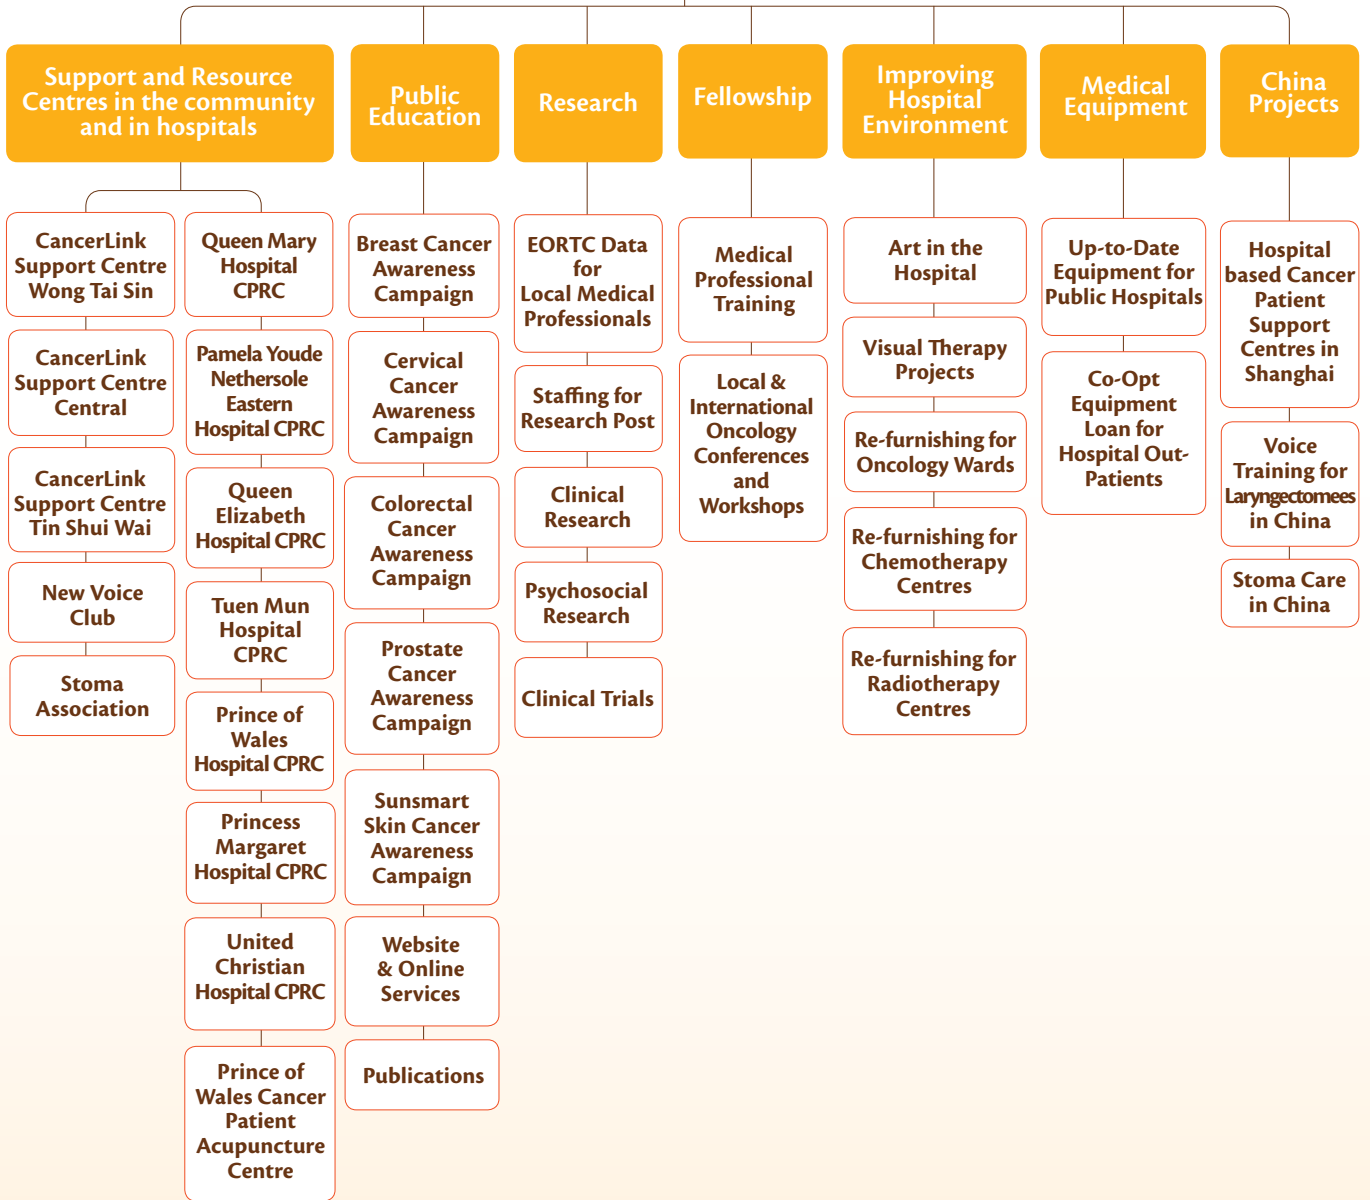 Support and Resource
Centres in the community
and in hospitals
Public
Education
Research
Fellowship
Improving
Hospital
Environment
Medical
Equipment
China
Projects
CancerLink
Support Centre
Wong Tai Sin
CancerLink
Support Centre
Central
CancerLink
Support Centre
Tin Shui Wai
New Voice
Club
Stoma
Association
Queen Mary
Hospital
CPRC
Pamela Youde
Nethersole
Eastern
Hospital CPRC
Queen
Elizabeth
Hospital CPRC
Tuen Mun
Hospital
CPRC
Prince of
Wales
Hospital CPRC
Princess
Margaret
Hospital CPRC
United
Christian
Hospital CPRC
Prince of
Wales Cancer
Patient
Acupuncture
Centre
Breast Cancer
Awareness
Campaign
Cervical
Cancer
Awareness
Campaign
Colorectal
Cancer
Awareness
Campaign
Prostate
Cancer
Awareness
Campaign
Sunsmart
Skin Cancer
Awareness
Campaign
Website
& Online
Services
Publications
EORTC Data
for
Local Medical
Professionals
Staffing for
Research Post
Clinical
Research
Psychosocial
Research
Clinical Trials
Medical
Professional
Training
Local &
International
Oncology
Conferences
and
Workshops
Art in the
Hospital
Visual Therapy
Projects
Re-furnishing for
Oncology Wards
Re-furnishing for
Chemotherapy
Centres
Re-furnishing for
Radiotherapy
Centres
Up-to-Date
Equipment for
Public Hospitals
Co-Opt
Equipment
Loan for
Hospital Out-
Patients
Hospital
based Cancer
Patient
Support
Centres in
Shanghai
Voice
Training for
Laryngectomees
in China
Stoma Care
in China